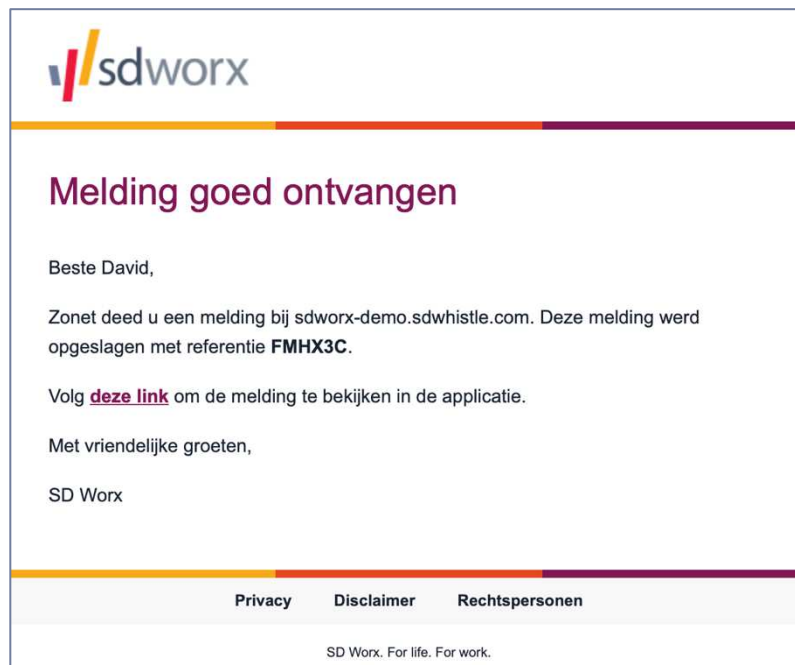 sdworx
Melding goed ontvangen
Beste David,
Zonet deed u een melding bij sdworx-demo.sdwhistle.com. Deze melding werd
opgeslagen met referentie FMHX3C.
Volg deze link om de melding te bekijken in de applicatie.
Met vriendelijke groeten,
SD Worx
Privacy Disclaimer Rechtspersonen
SD Worx. For life. For work.